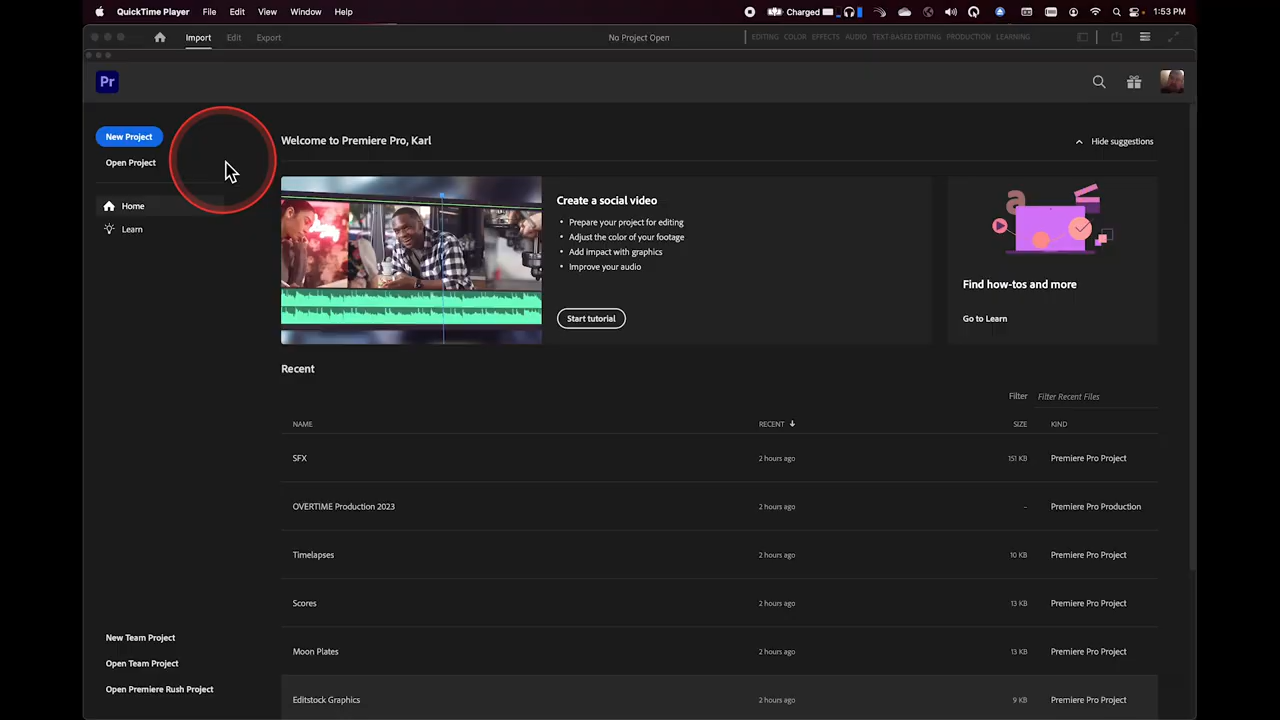 QuickTime Player File Edit View Window Help Charged 1:53 PM
Import Edit Export No Project Open EDITING COLOR EFFECTS AUDIO TEXT-BASED EDITING PRODUCTION LEARNING
Pr
New Project
Open Project
Home
Learn
Welcome to Premiere Pro, Karl
Hide suggestions
Create a social video
• Prepare your project for editing
• Adjust the color of your footage
• Add impact with graphics
• Improve your audio
Start tutorial
Find how-tos and more
Go to Learn
Recent
Filter Filter Recent Files
NAME RECENT SIZE KIND
SFX 2 hours ago 151 KB Premiere Pro Project
OVERTIME Production 2023 2 hours ago - Premiere Pro Production
Timelapses 2 hours ago 10 KB Premiere Pro Project
Scores 2 hours ago 13 KB Premiere Pro Project
Moon Plates 2 hours ago 13 KB Premiere Pro Project
Editstock Graphics 2 hours ago 9 KB Premiere Pro Project
New Team Project
Open Team Project
Open Premiere Rush Project